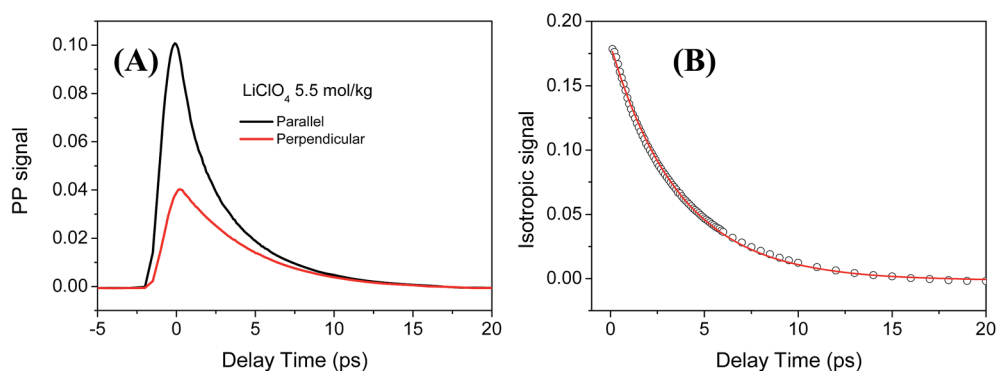 (A)
LiClO4 5.5 mol/kg
Parallel
Perpendicular
PP signal
0.10
0.08
0.06
0.04
0.02
0.00
-5
0
5
10
15
20
Delay Time (ps)
(B)
Isotropic signal
0.20
0.15
0.10
0.05
0.00
0
5
10
15
20
Delay Time (ps)